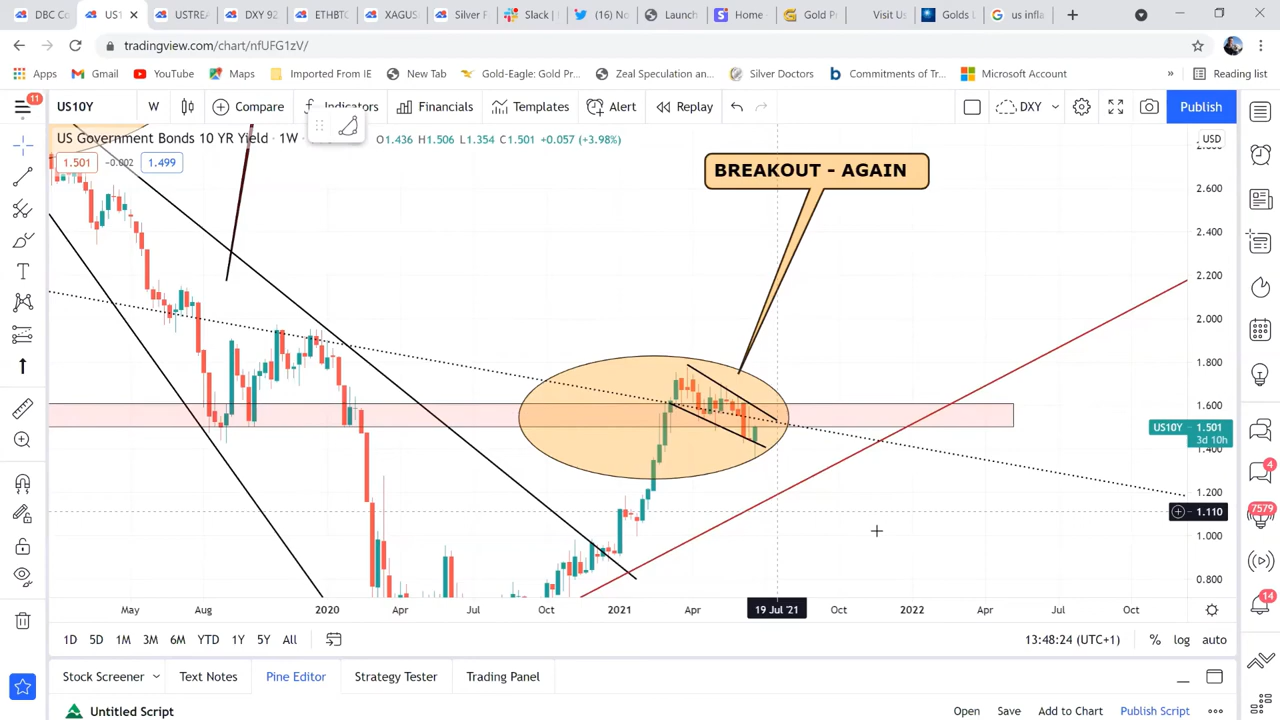 DBC Co
US1
USTREA
DXY 92
ETHBTC
XAGUS
Silver F
Slack |
(16) No
Launch
Home -
Gold Pr
Visit Us
Golds L
us infla
tradingview.com/chart/nfUFG1zV/
Apps
Gmail
YouTube
Maps
Imported From IE
New Tab
Gold-Eagle: Gold Pr...
Zeal Speculation an...
Silver Doctors
Commitments of Tr...
Microsoft Account
»
Reading list
11
US10Y
W
Compare
Indicators
Financials
Templates
Alert
Replay
DXY
Publish
US Government Bonds 10 YR Yield · 1W ·
O1.436 H1.506 L1.354 C1.501 +0.057 (+3.98%)
USD
1.501
-0.002
1.499
BREAKOUT - AGAIN
2.600
2.400
2.200
2.000
1.800
1.600
US10Y
1.501
3d 10h
1.400
1.200
1.110
1.000
0.800
4
7579
14
May
Aug
2020
Apr
Jul
Oct
2021
Apr
19 Jul '21
Oct
2022
Apr
Jul
Oct
1D
5D
1M
3M
6M
YTD
1Y
5Y
All
13:48:24 (UTC+1)
%
log
auto
Stock Screener
Text Notes
Pine Editor
Strategy Tester
Trading Panel
Untitled Script
Open
Save
Add to Chart
Publish Script